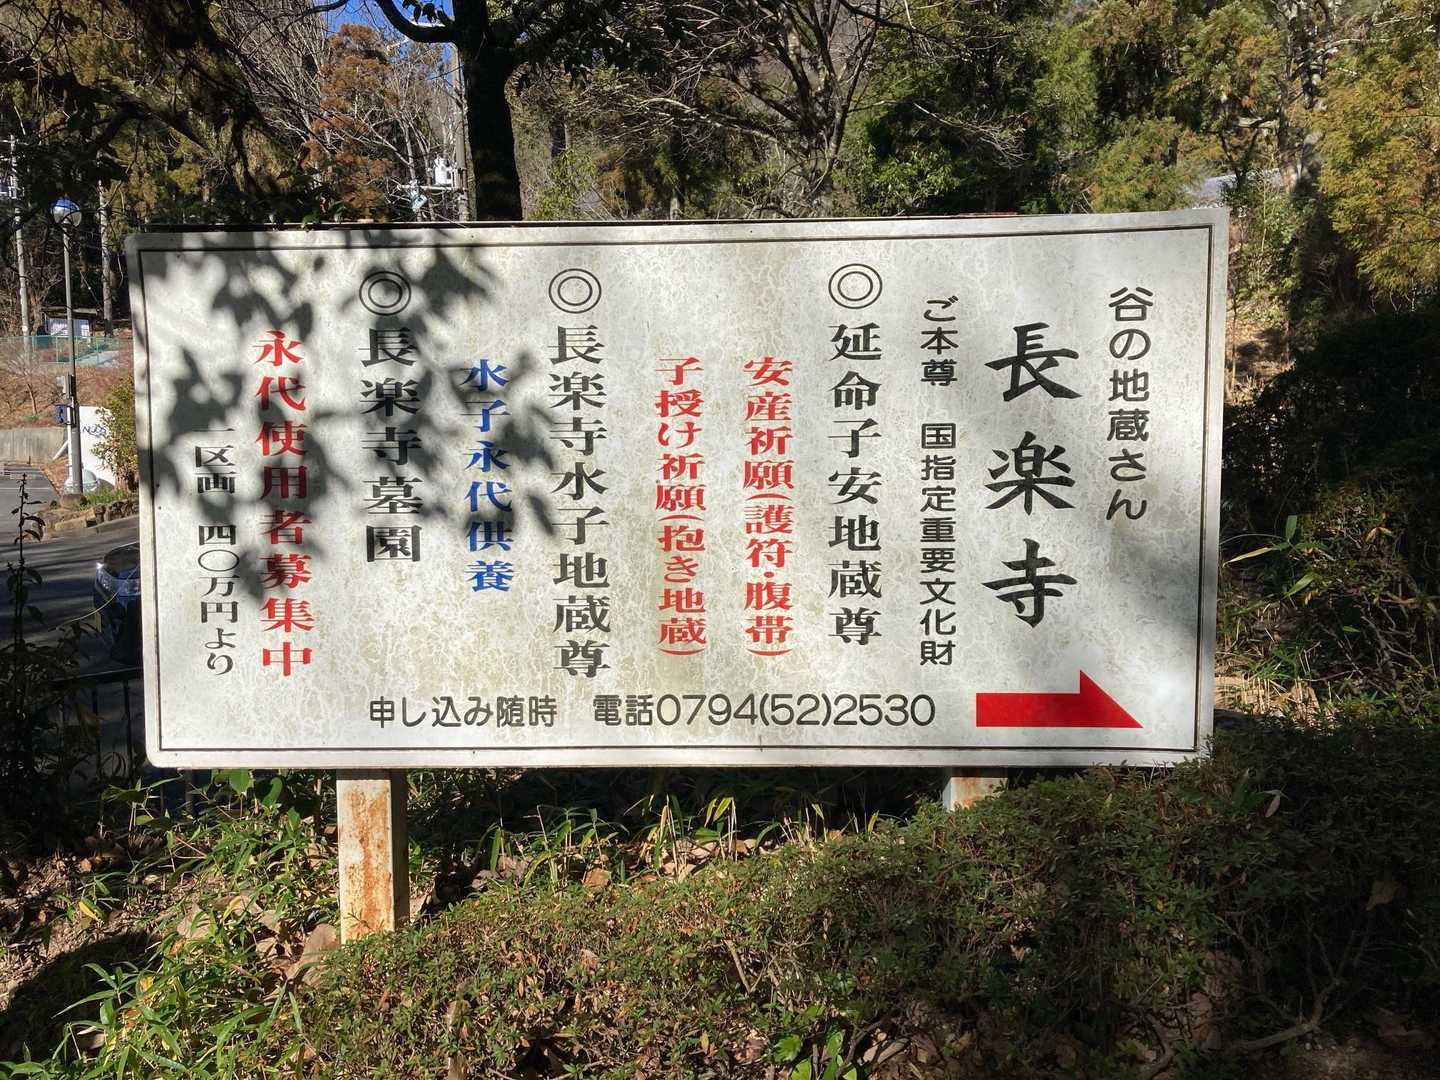 谷の地蔵さん
長楽寺
ご本尊　国指定重要文化財
◎延命子安地蔵尊
安産祈願(護符・腹帯)
子授け祈願(抱き地蔵)
◎長楽寺水子地蔵尊
水子永代供養
◎長楽寺墓園
永代使用者募集中
一区画　四〇万円より
申し込み随時　電話0794(52)2530